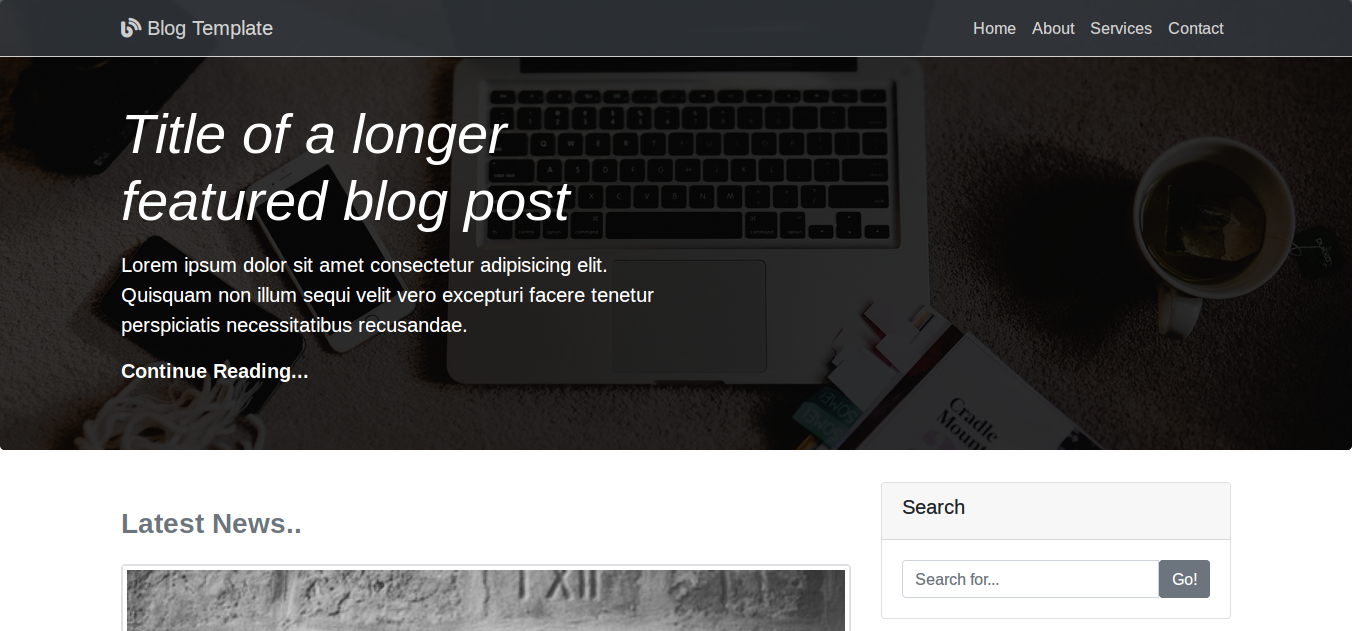 Blog Template
Home About Services Contact
Title of a longer
featured blog post
Lorem ipsum dolor sit amet consectetur adipisicing elit.
Quisquam non illum sequi velit vero excepturi facere tenetur
perspiciatis necessitatibus recusandae.
Continue Reading...
Cradle
Mount
Latest News..
Search
Search for...
Go!